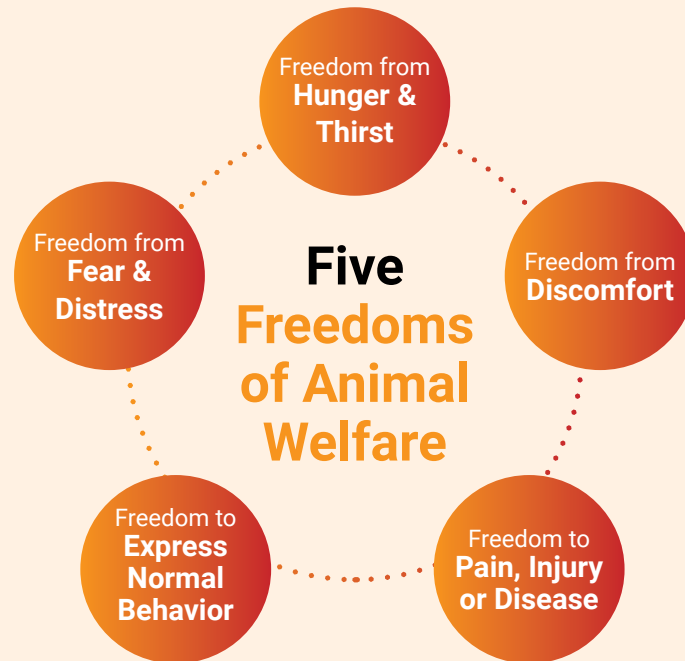 Freedom from
Hunger &
Thirst
Freedom from
Fear &
Distress
Five
Freedoms
of Animal
Welfare
Freedom from
Discomfort
Freedom to
Express
Normal
Behavior
Freedom to
Pain, Injury
or Disease